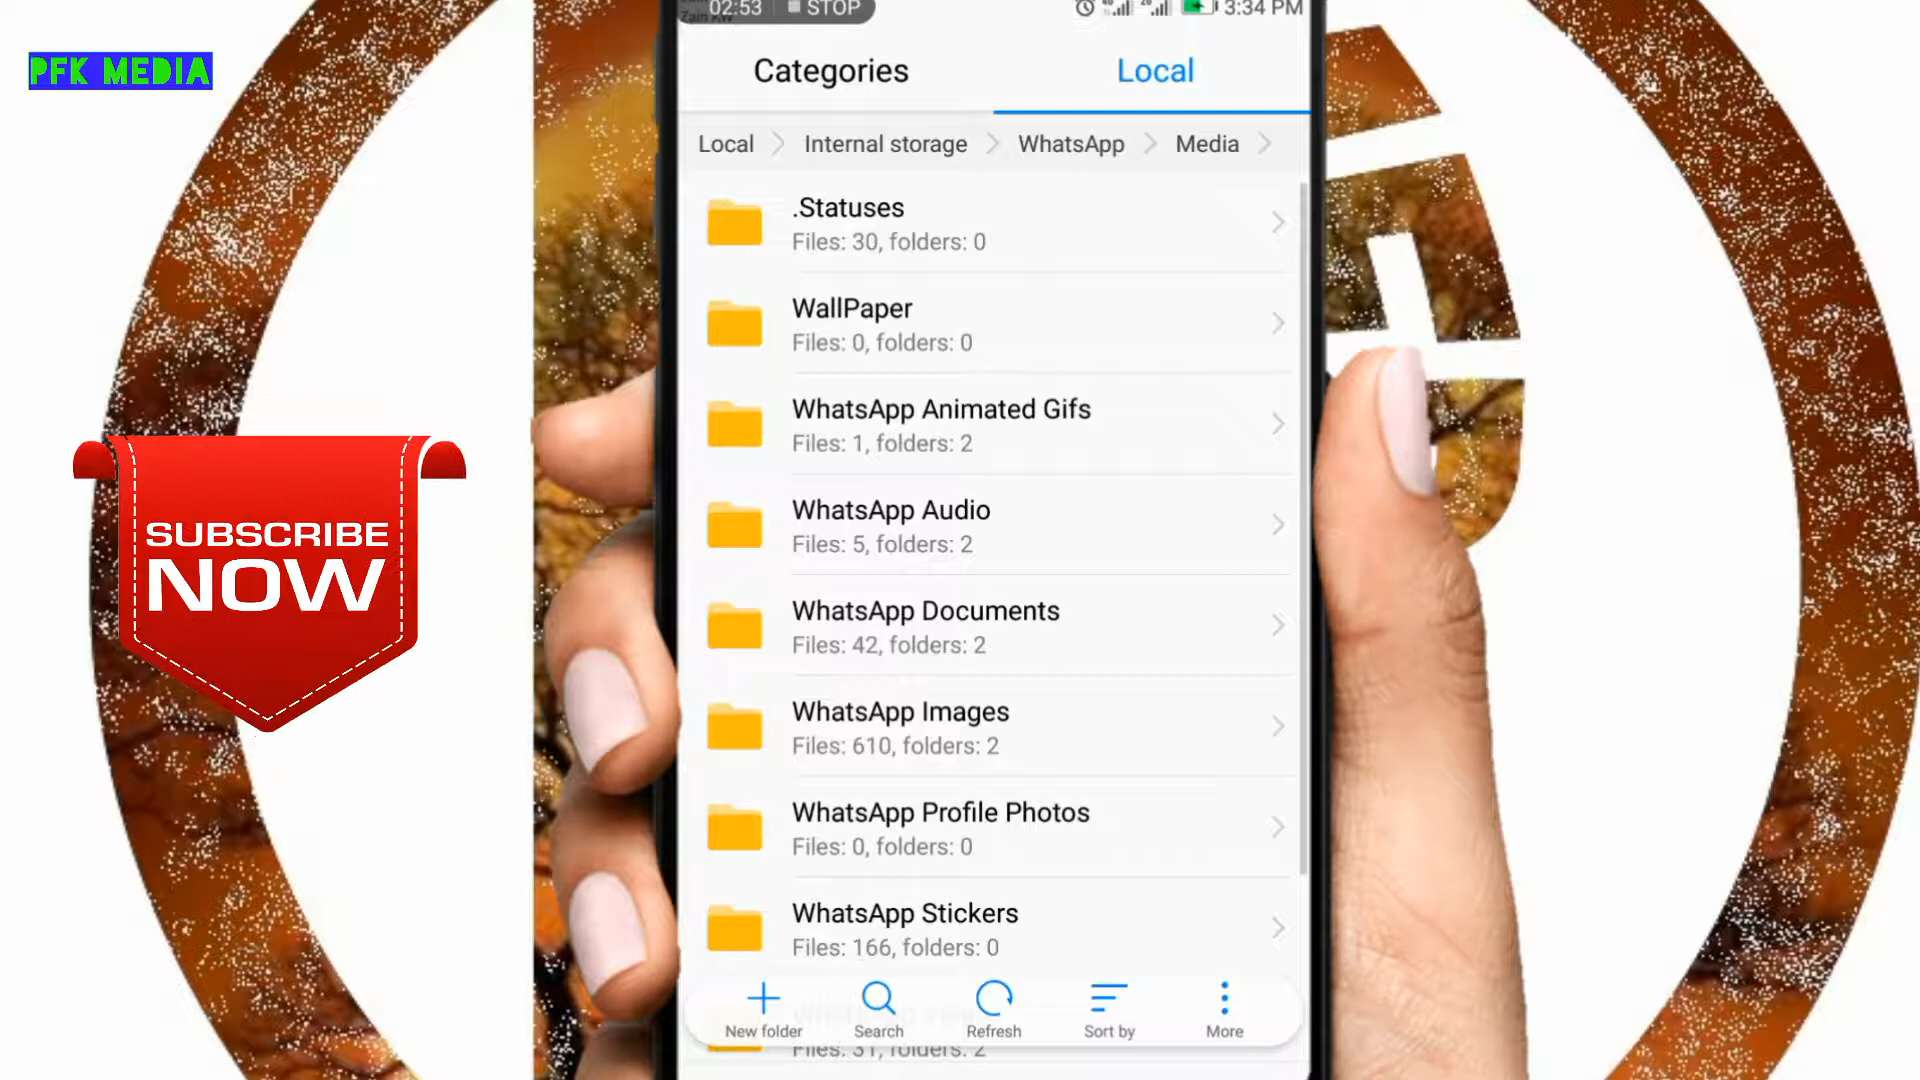 PFK MEDIA
02:53 STOP
3:34 PM
Categories
Local
Local
Internal storage
WhatsApp
Media
.Statuses
Files: 30, folders: 0
WallPaper
Files: 0, folders: 0
WhatsApp Animated Gifs
Files: 1, folders: 2
WhatsApp Audio
Files: 5, folders: 2
SUBSCRIBE
NOW
WhatsApp Documents
Files: 42, folders: 2
WhatsApp Images
Files: 610, folders: 2
WhatsApp Profile Photos
Files: 0, folders: 0
WhatsApp Stickers
Files: 166, folders: 0
New folder
Search
Refresh
Sort by
More
Files: 31, folders: 2